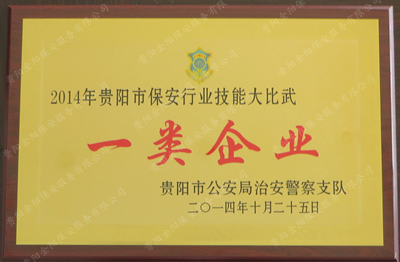 2014年贵阳市保安行业技能大比武
一类企业
贵阳市公安局治安警察支队
二〇一四年十月二十五日